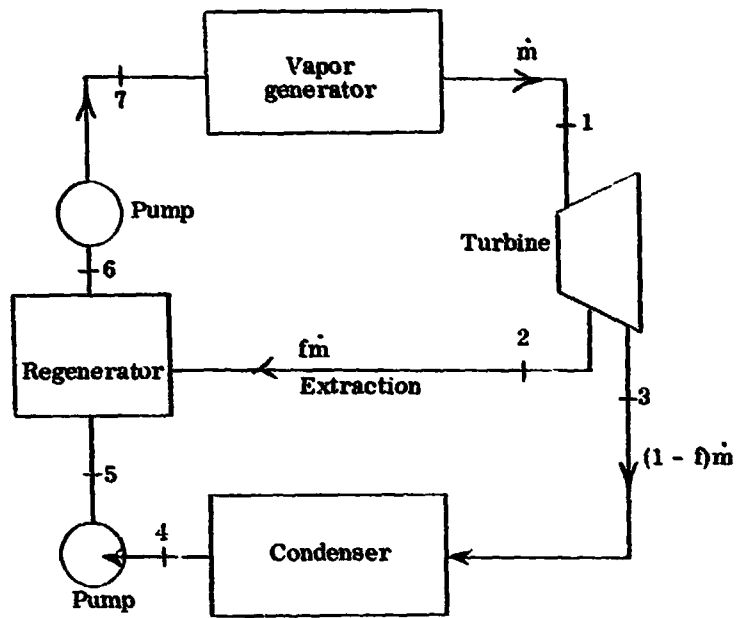 Vapor
generator
ṁ
7
1
Pump
Turbine
6
Regenerator
fṁ
2
Extraction
3
(1 - f)ṁ
5
4
Condenser
Pump